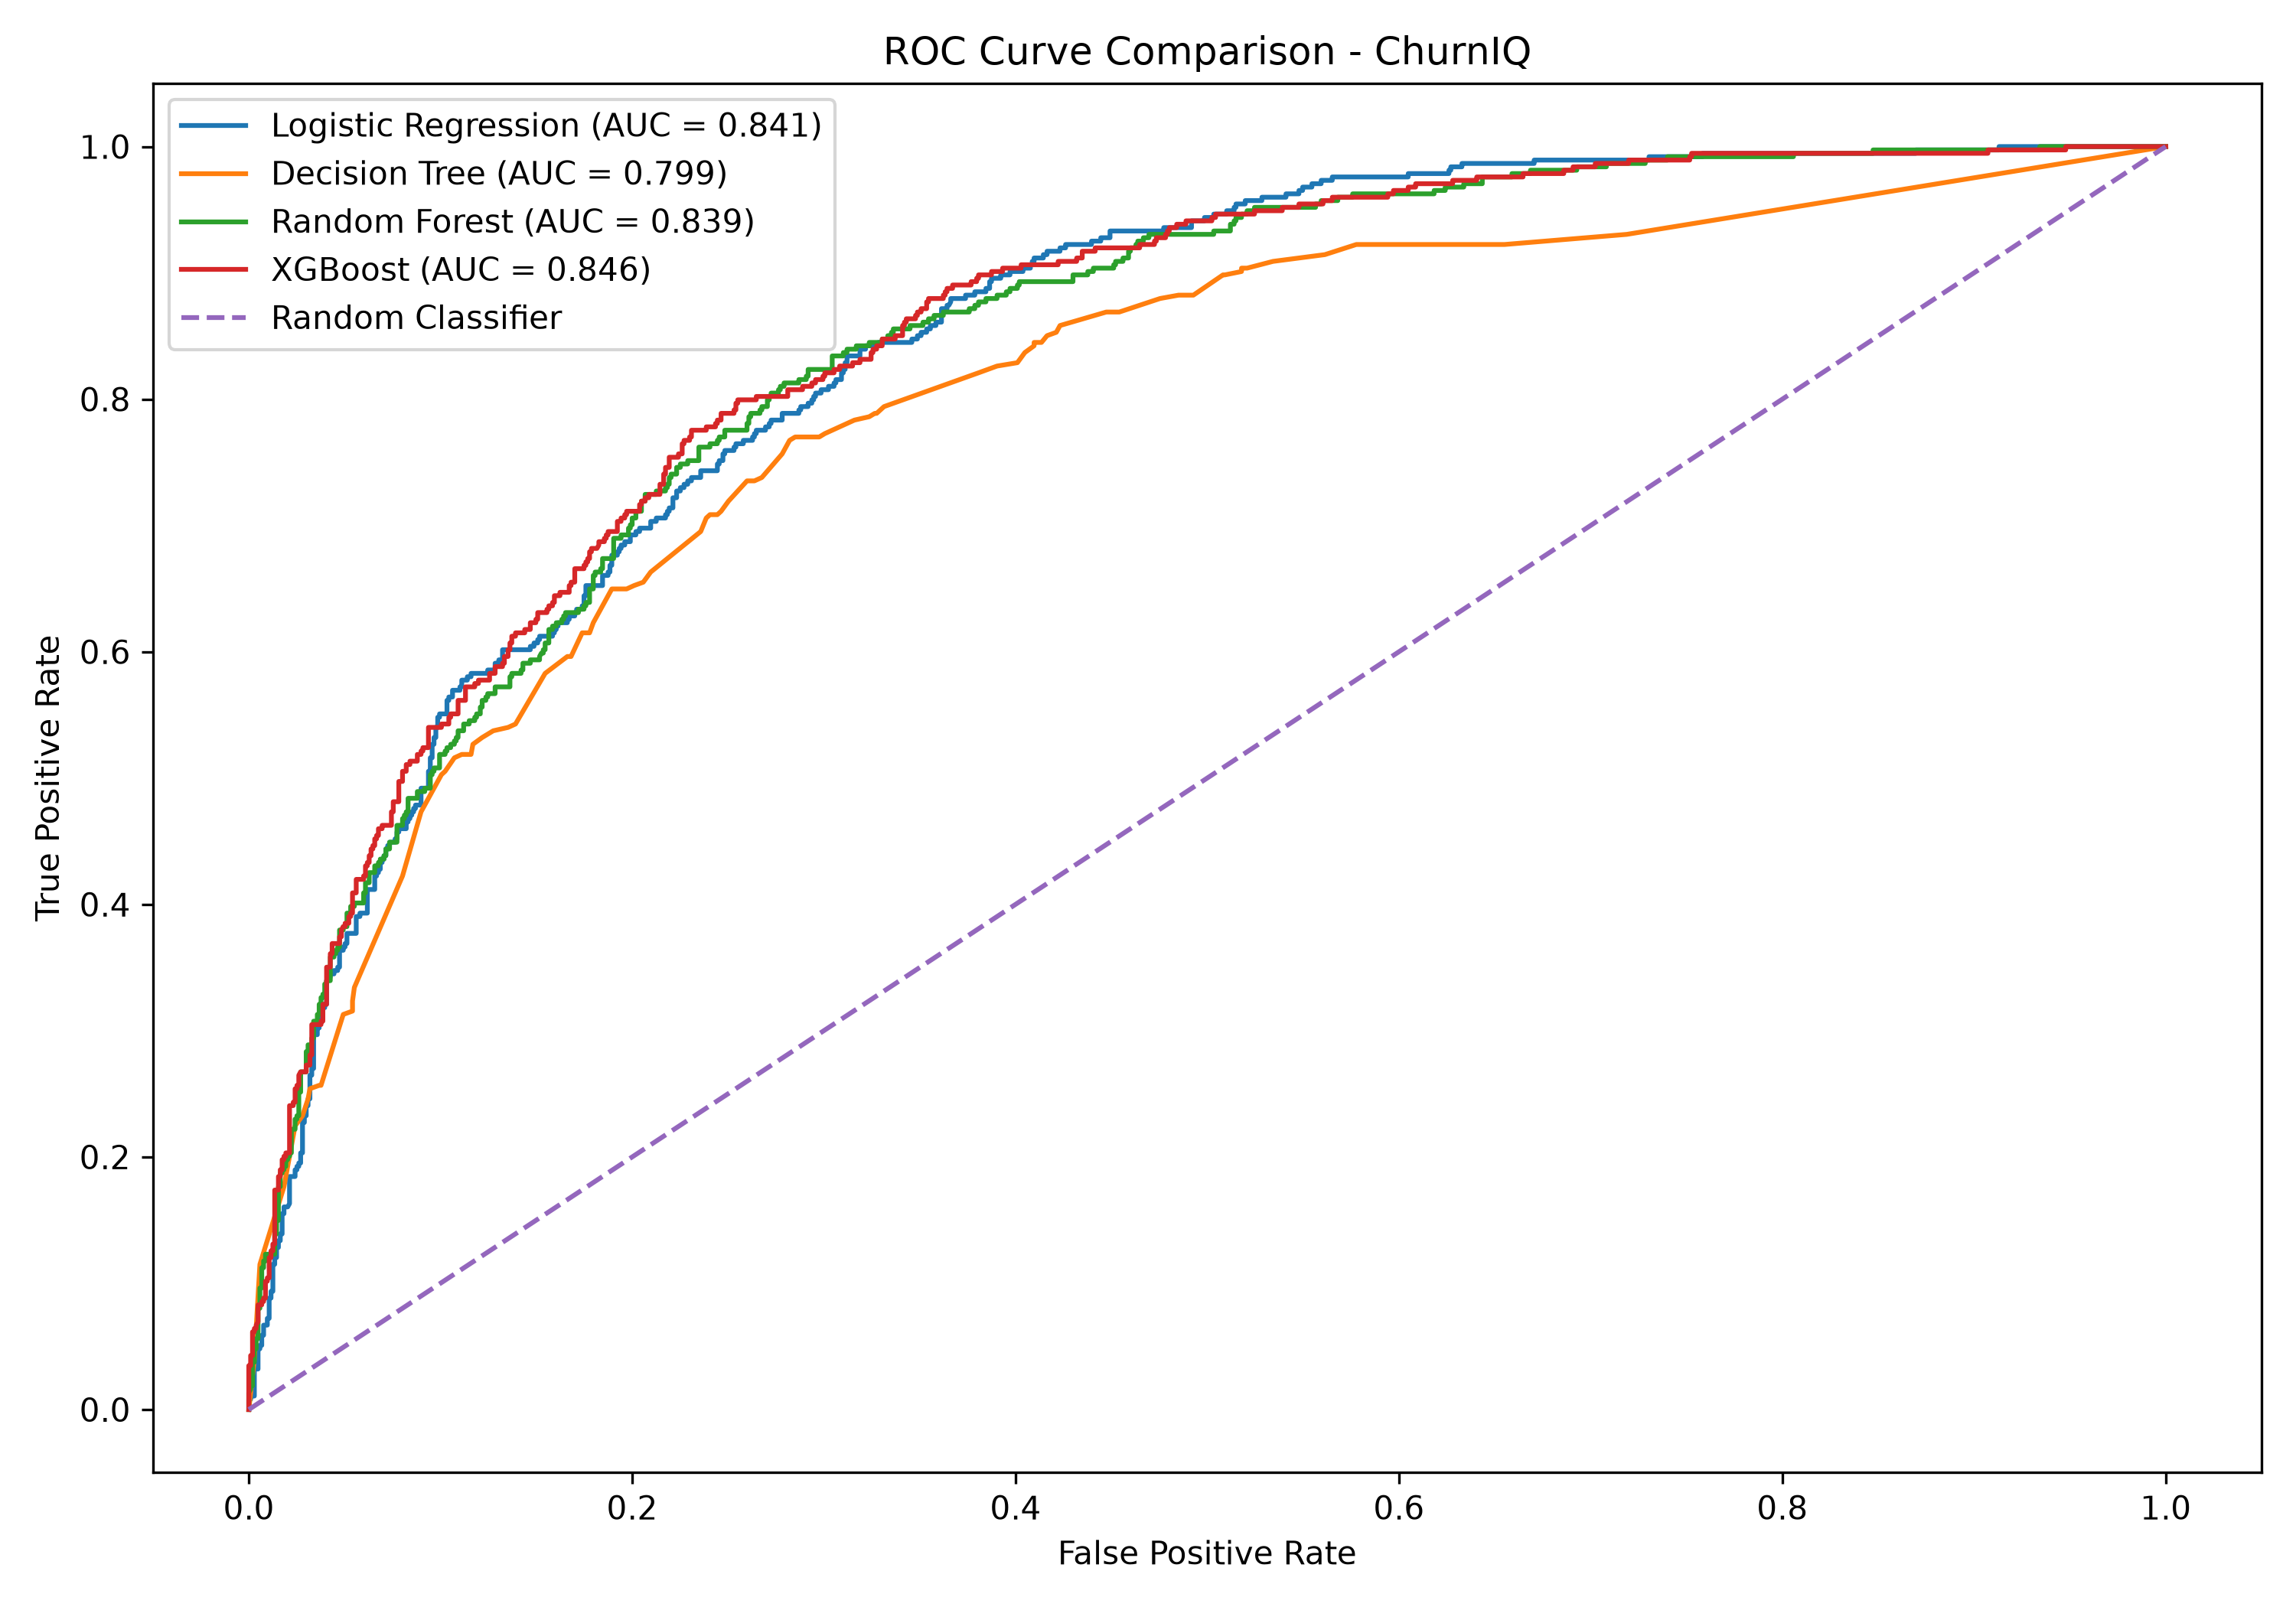 ROC Curve Comparison - ChurnIQ
Logistic Regression (AUC = 0.841)
Decision Tree (AUC = 0.799)
Random Forest (AUC = 0.839)
XGBoost (AUC = 0.846)
Random Classifier
1.0
0.8
0.6
0.4
0.2
0.0
True Positive Rate
0.0 0.2 0.4 0.6 0.8 1.0
False Positive Rate